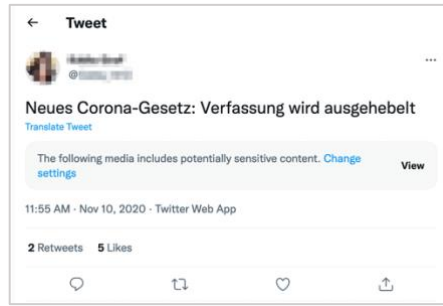 ← Tweet
@
Neues Corona-Gesetz: Verfassung wird ausgehebelt
Translate Tweet
The following media includes potentially sensitive content. Change
settings
View
11:55 AM · Nov 10, 2020 · Twitter Web App
2 Retweets 5 Likes